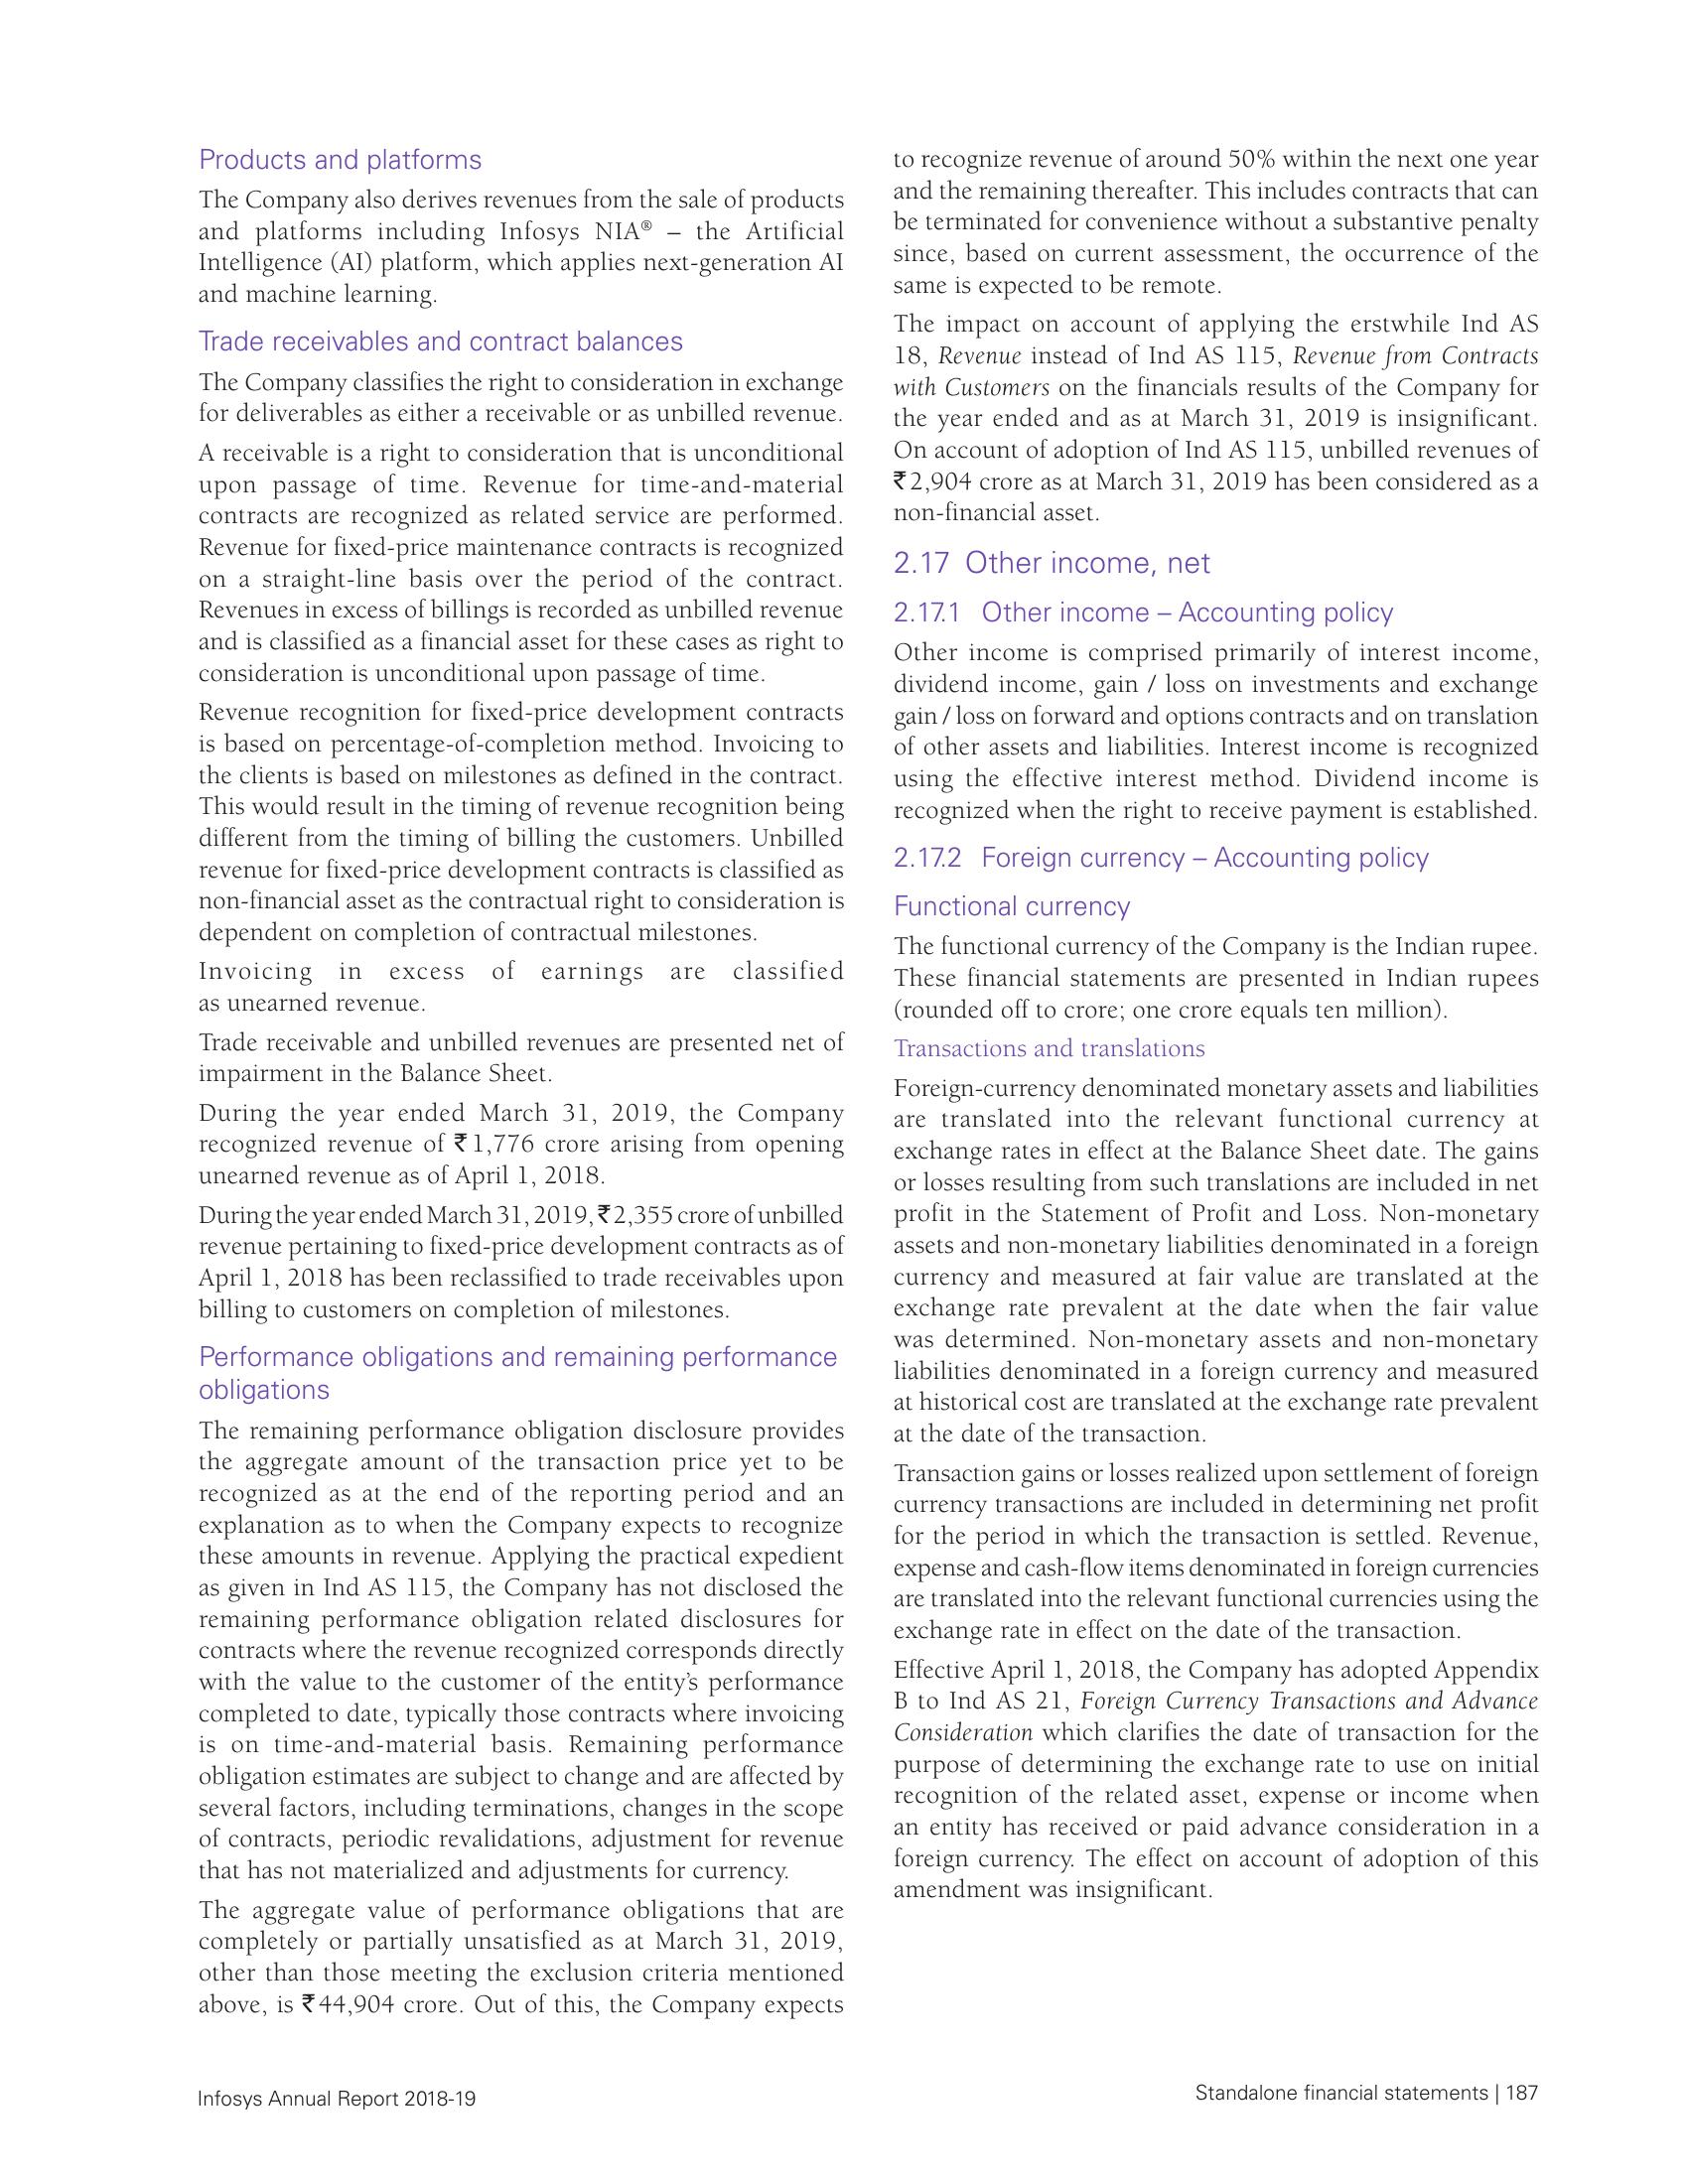 Products and platforms
The Company also derives revenues from the sale of products
and platforms including Infosys NIA® – the Artificial
Intelligence (AI) platform, which applies next-generation AI
and machine learning.
Trade receivables and contract balances
The Company classifies the right to consideration in exchange
for deliverables as either a receivable or as unbilled revenue.
A receivable is a right to consideration that is unconditional
upon passage of time. Revenue for time-and-material
contracts are recognized as related service are performed.
Revenue for fixed-price maintenance contracts is recognized
on a straight-line basis over the period of the contract.
Revenues in excess of billings is recorded as unbilled revenue
and is classified as a financial asset for these cases as right to
consideration is unconditional upon passage of time.
Revenue recognition for fixed-price development contracts
is based on percentage-of-completion method. Invoicing to
the clients is based on milestones as defined in the contract.
This would result in the timing of revenue recognition being
different from the timing of billing the customers. Unbilled
revenue for fixed-price development contracts is classified as
non-financial asset as the contractual right to consideration is
dependent on completion of contractual milestones.
Invoicing in excess of earnings are classified
as unearned revenue.
Trade receivable and unbilled revenues are presented net of
impairment in the Balance Sheet.
During the year ended March 31, 2019, the Company
recognized revenue of ₹1,776 crore arising from opening
unearned revenue as of April 1, 2018.
During the year ended March 31, 2019, ₹2,355 crore of unbilled
revenue pertaining to fixed-price development contracts as of
April 1, 2018 has been reclassified to trade receivables upon
billing to customers on completion of milestones.
Performance obligations and remaining performance
obligations
The remaining performance obligation disclosure provides
the aggregate amount of the transaction price yet to be
recognized as at the end of the reporting period and an
explanation as to when the Company expects to recognize
these amounts in revenue. Applying the practical expedient
as given in Ind AS 115, the Company has not disclosed the
remaining performance obligation related disclosures for
contracts where the revenue recognized corresponds directly
with the value to the customer of the entity’s performance
completed to date, typically those contracts where invoicing
is on time-and-material basis. Remaining performance
obligation estimates are subject to change and are affected by
several factors, including terminations, changes in the scope
of contracts, periodic revalidations, adjustment for revenue
that has not materialized and adjustments for currency.
The aggregate value of performance obligations that are
completely or partially unsatisfied as at March 31, 2019,
other than those meeting the exclusion criteria mentioned
above, is ₹44,904 crore. Out of this, the Company expects
to recognize revenue of around 50% within the next one year
and the remaining thereafter. This includes contracts that can
be terminated for convenience without a substantive penalty
since, based on current assessment, the occurrence of the
same is expected to be remote.
The impact on account of applying the erstwhile Ind AS
18, Revenue instead of Ind AS 115, Revenue from Contracts
with Customers on the financials results of the Company for
the year ended and as at March 31, 2019 is insignificant.
On account of adoption of Ind AS 115, unbilled revenues of
₹2,904 crore as at March 31, 2019 has been considered as a
non-financial asset.
2.17 Other income, net
2.17.1 Other income – Accounting policy
Other income is comprised primarily of interest income,
dividend income, gain / loss on investments and exchange
gain / loss on forward and options contracts and on translation
of other assets and liabilities. Interest income is recognized
using the effective interest method. Dividend income is
recognized when the right to receive payment is established.
2.17.2 Foreign currency – Accounting policy
Functional currency
The functional currency of the Company is the Indian rupee.
These financial statements are presented in Indian rupees
(rounded off to crore; one crore equals ten million).
Transactions and translations
Foreign-currency denominated monetary assets and liabilities
are translated into the relevant functional currency at
exchange rates in effect at the Balance Sheet date. The gains
or losses resulting from such translations are included in net
profit in the Statement of Profit and Loss. Non-monetary
assets and non-monetary liabilities denominated in a foreign
currency and measured at fair value are translated at the
exchange rate prevalent at the date when the fair value
was determined. Non-monetary assets and non-monetary
liabilities denominated in a foreign currency and measured
at historical cost are translated at the exchange rate prevalent
at the date of the transaction.
Transaction gains or losses realized upon settlement of foreign
currency transactions are included in determining net profit
for the period in which the transaction is settled. Revenue,
expense and cash-flow items denominated in foreign currencies
are translated into the relevant functional currencies using the
exchange rate in effect on the date of the transaction.
Effective April 1, 2018, the Company has adopted Appendix
B to Ind AS 21, Foreign Currency Transactions and Advance
Consideration which clarifies the date of transaction for the
purpose of determining the exchange rate to use on initial
recognition of the related asset, expense or income when
an entity has received or paid advance consideration in a
foreign currency. The effect on account of adoption of this
amendment was insignificant.
Infosys Annual Report 2018-19
Standalone financial statements | 187